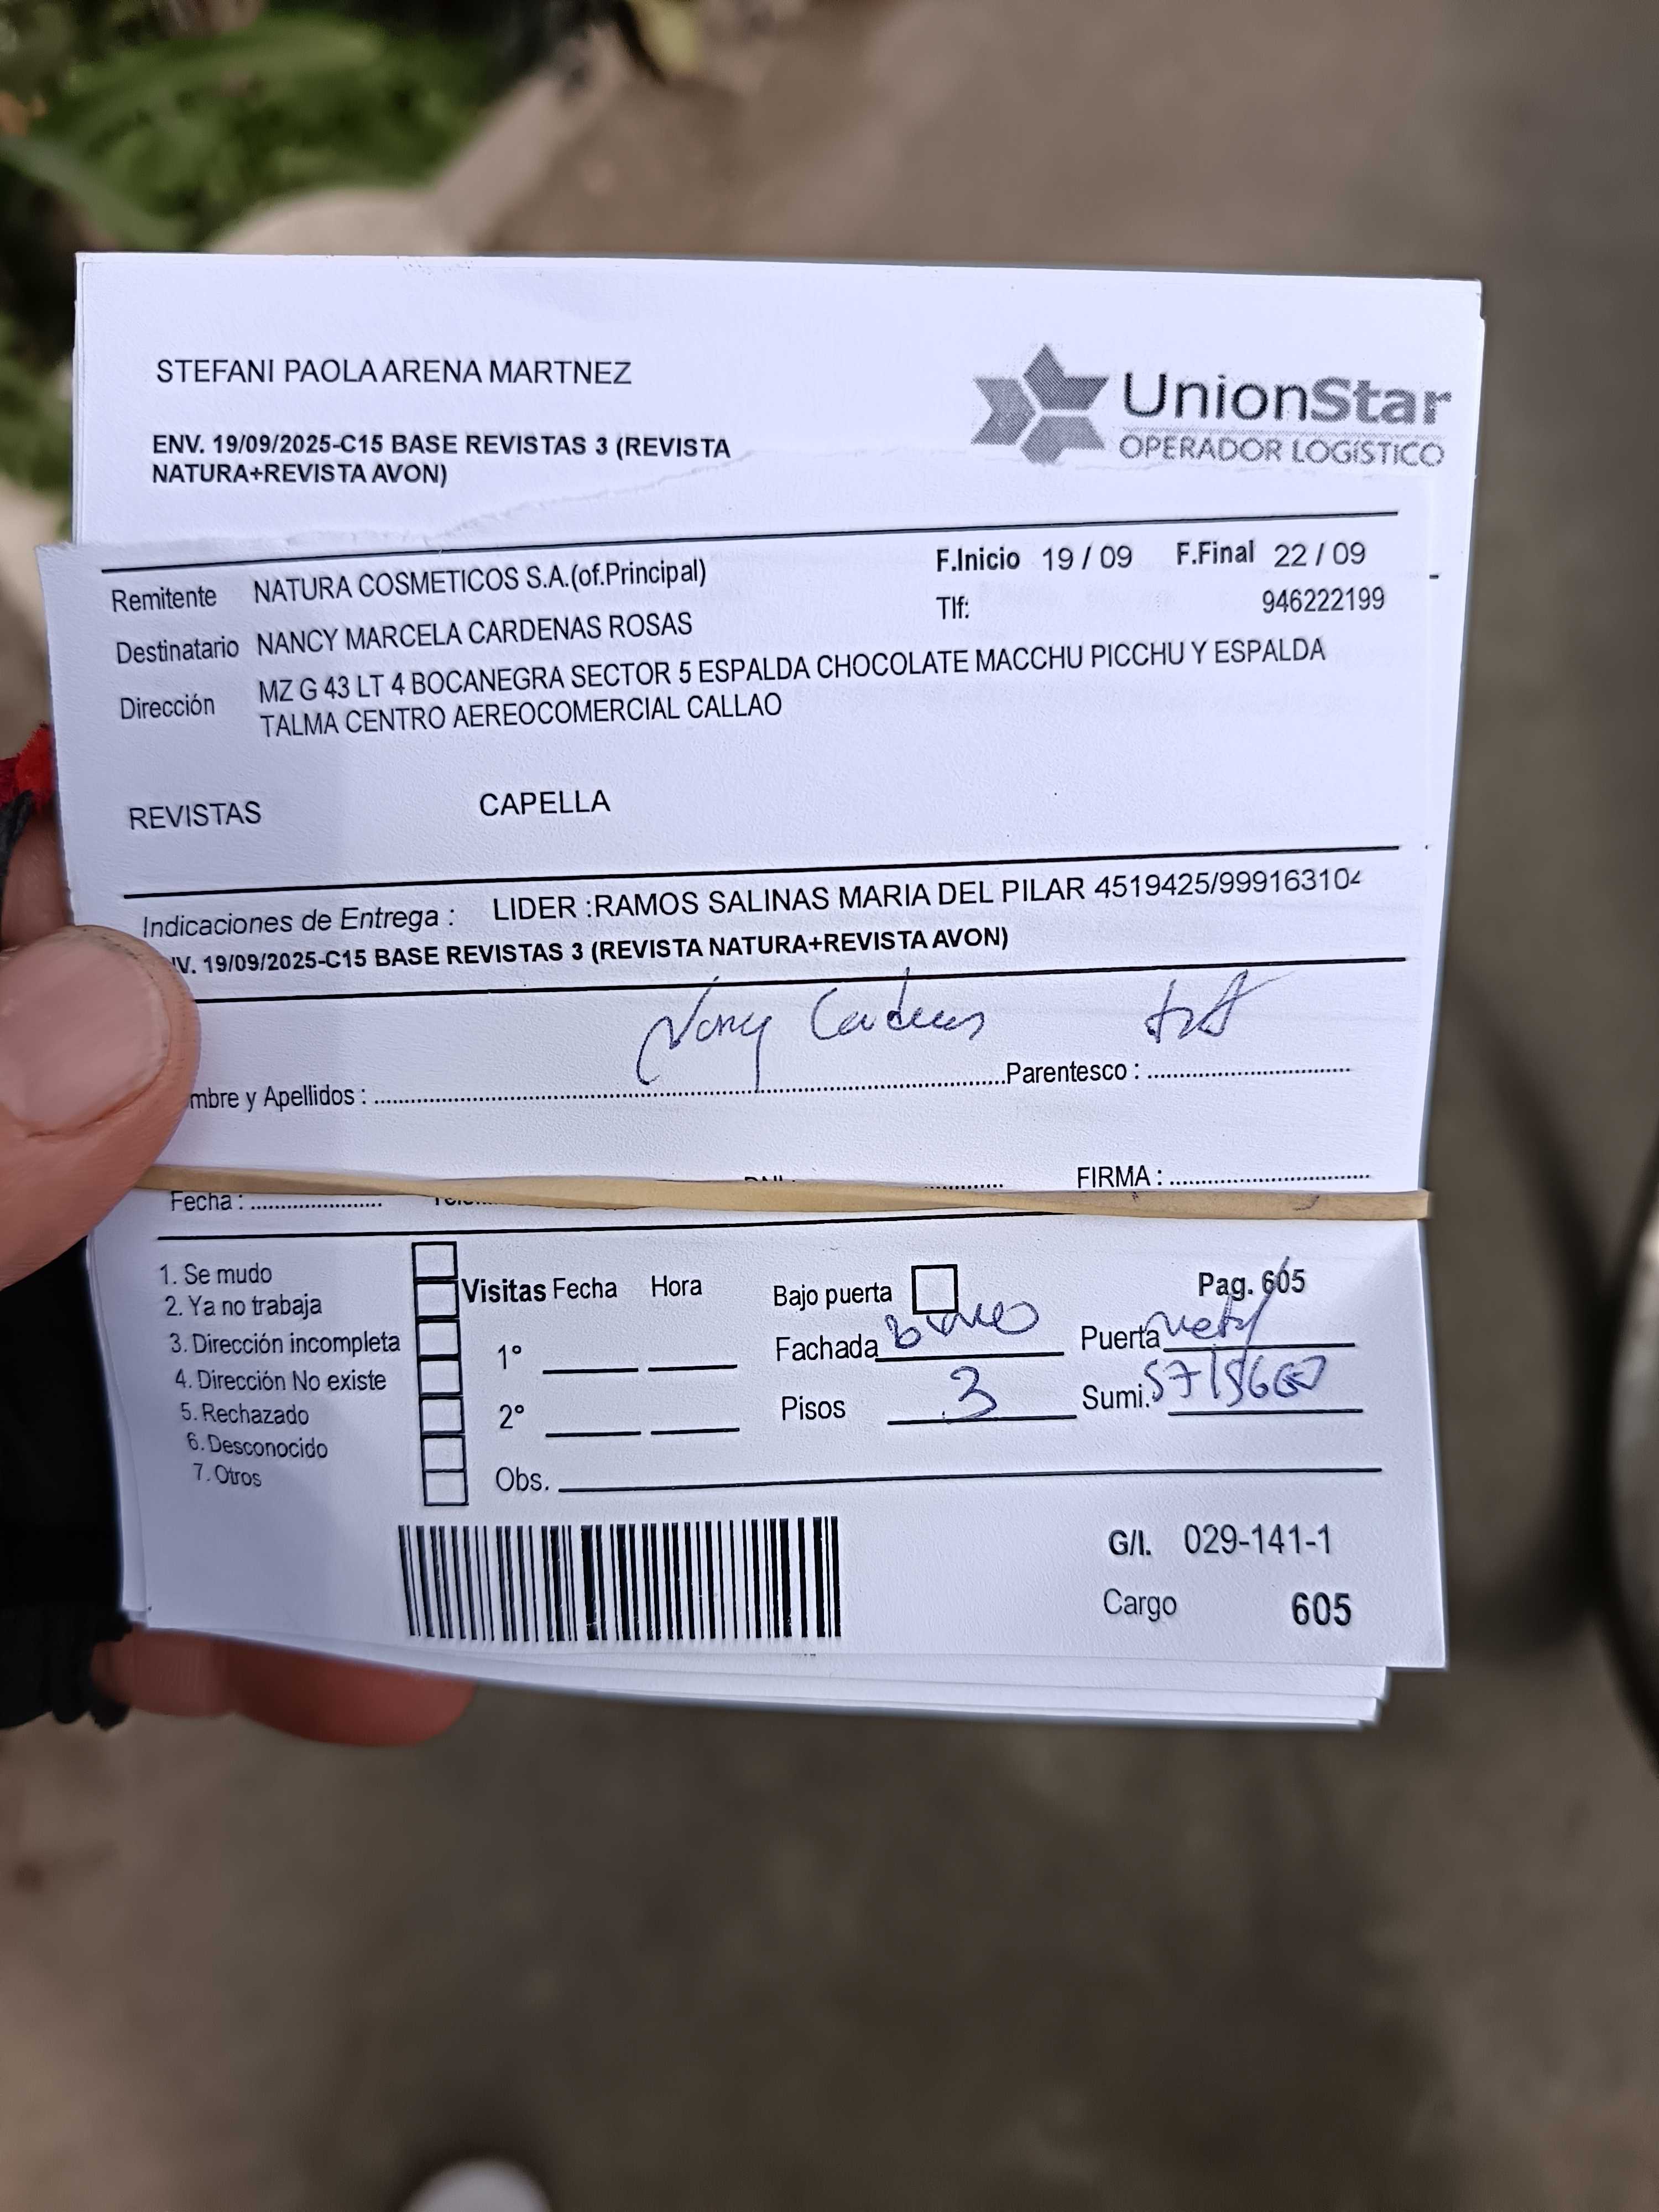 STEFANI PAOLA ARENA MARTNEZ
UnionStar
OPERADOR LOGÍSTICO
ENV. 19/09/2025-C15 BASE REVISTAS 3 (REVISTA
NATURA+REVISTA AVON)
F.Inicio 19 / 09 F.Final 22 / 09
Remitente NATURA COSMETICOS S.A.(of.Principal)
Tlf: 946222199
Destinatario NANCY MARCELA CARDENAS ROSAS
Dirección MZ G 43 LT 4 BOCANEGRA SECTOR 5 ESPALDA CHOCOLATE MACCHU PICCHU Y ESPALDA
TALMA CENTRO AEREOCOMERCIAL CALLAO
REVISTAS CAPELLA
Indicaciones de Entrega : LIDER :RAMOS SALINAS MARIA DEL PILAR 4519425/999163104
V. 19/09/2025-C15 BASE REVISTAS 3 (REVISTA NATURA+REVISTA AVON)
Nancy Cardenas
mbre y Apellidos : Parentesco :
FIRMA :
Fecha :
1. Se mudo
2. Ya no trabaja
3. Dirección incompleta
4. Dirección No existe
5. Rechazado
6. Desconocido
7. Otros
Visitas Fecha Hora
1°
2°
Obs.
Bajo puerta Pag. 605
Fachada Puerta
Pisos 3 Sumi.
G/I. 029-141-1
Cargo 605